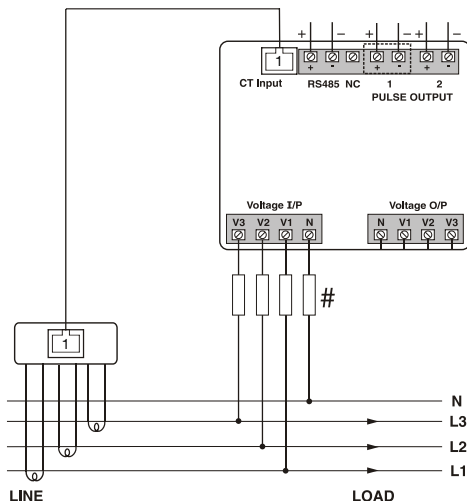 + − + − + −
1
+ - + - + -
CT Input RS485 NC 1 2
PULSE OUTPUT
Voltage I/P Voltage O/P
V3 V2 V1 N N V1 V2 V3
#
1
N
L3
L2
L1
LINE LOAD